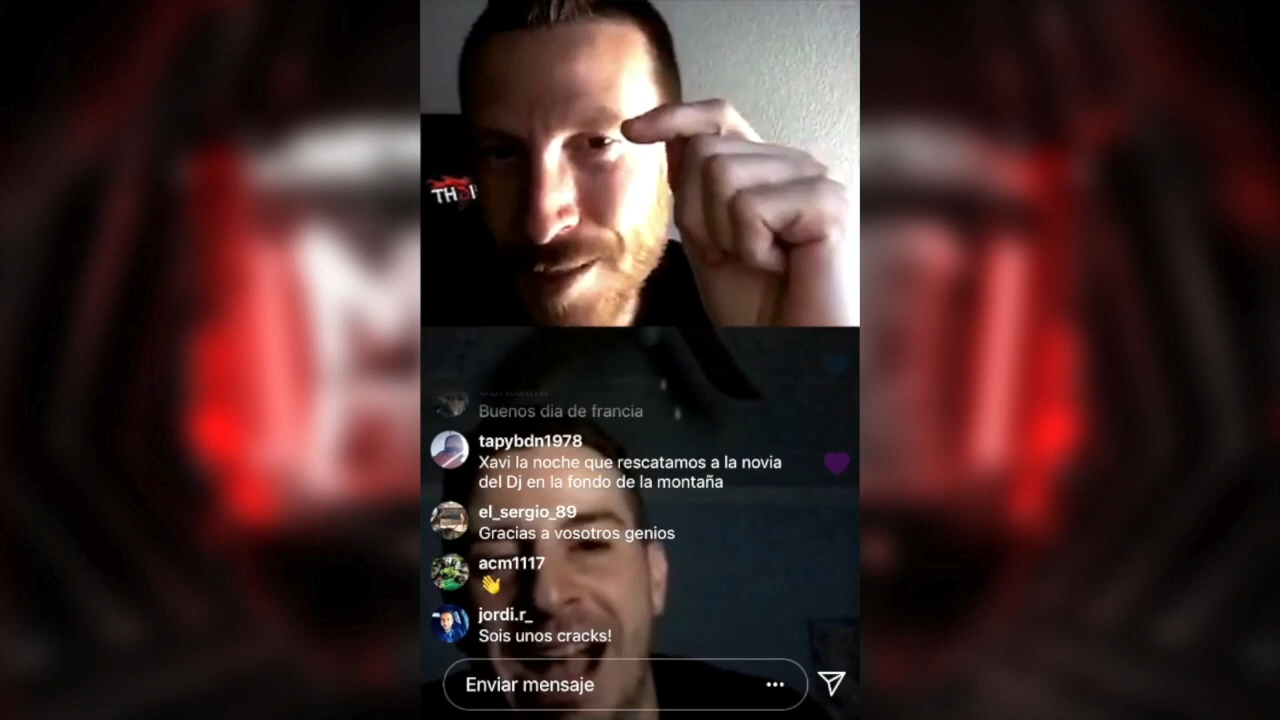 TH
Buenos dia de francia
tapybdn1978
Xavi la noche que rescatamos a la novia
del Dj en la fondo de la montaña
el_sergio_89
Gracias a vosotros genios
acm1117
jordi.r_
Sois unos cracks!
Enviar mensaje